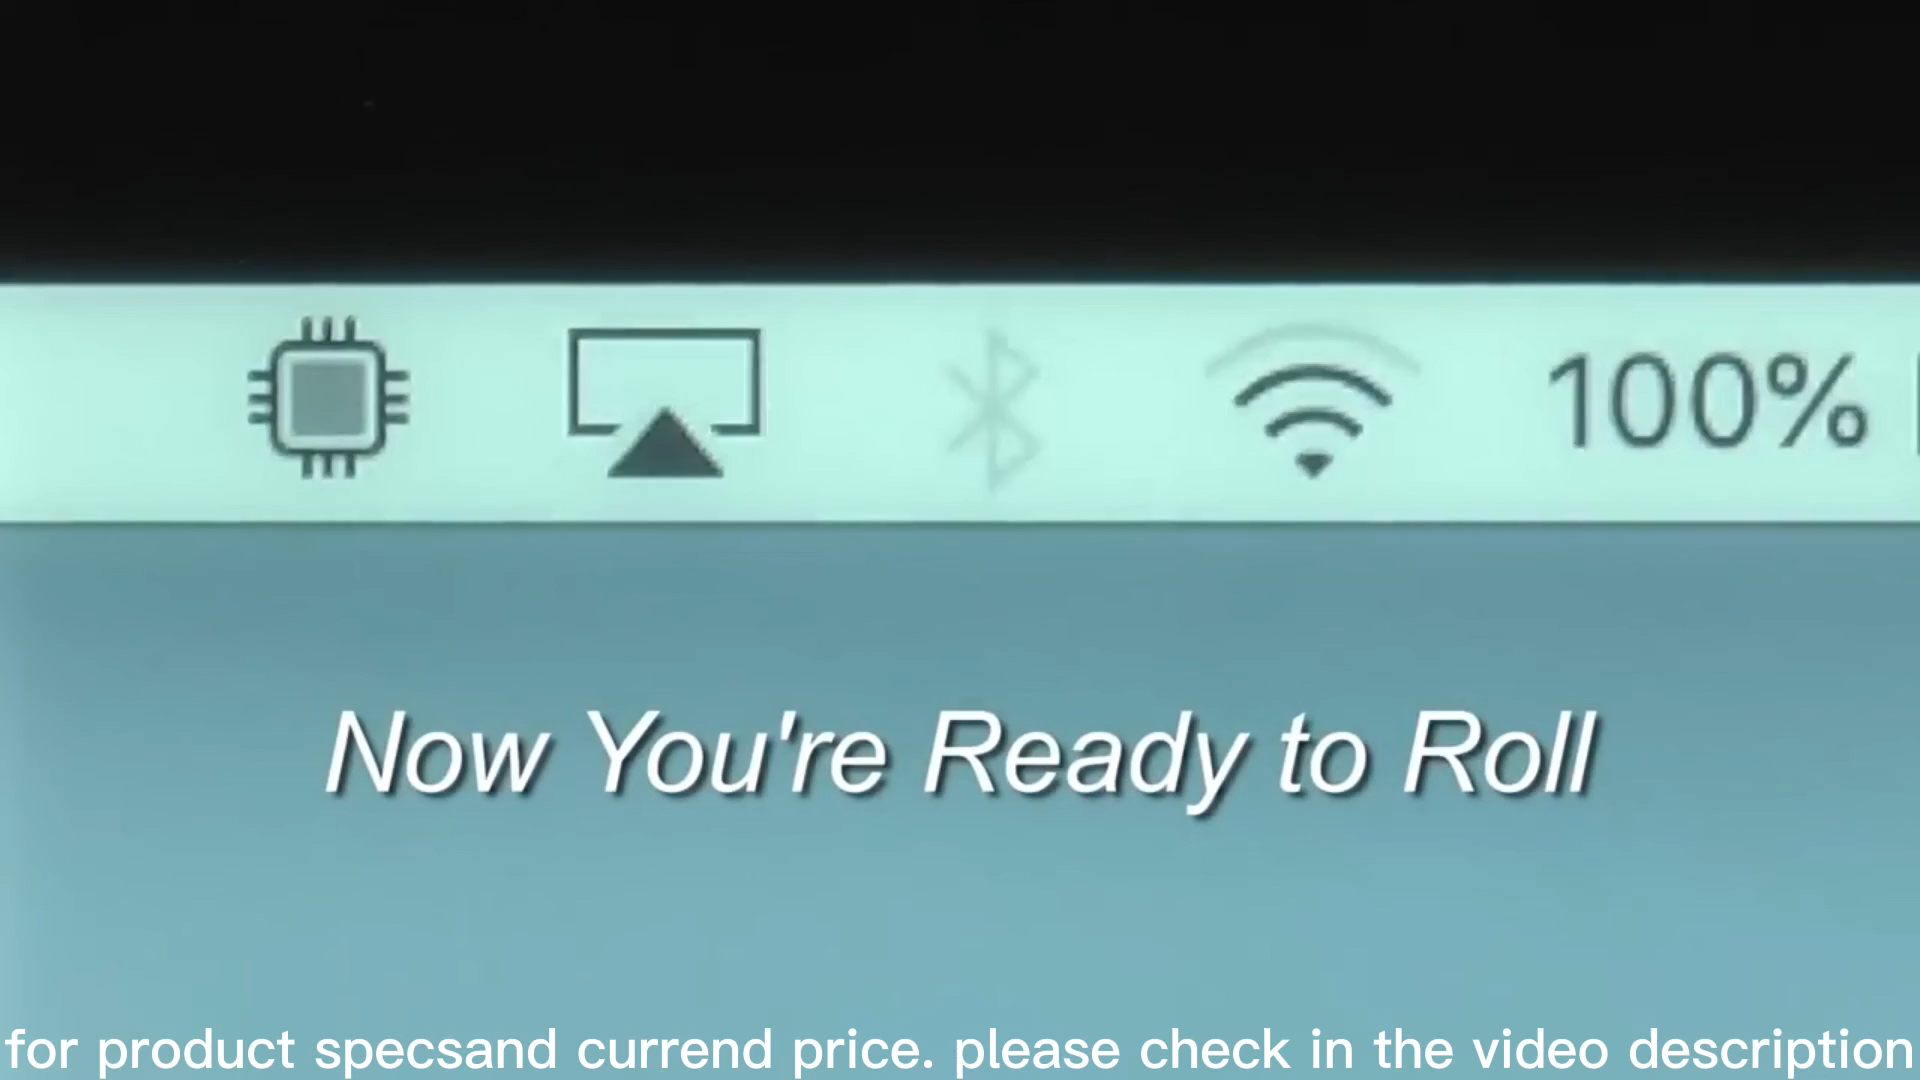 100%
Now You're Ready to Roll
for product specsand currend price. please check in the video description